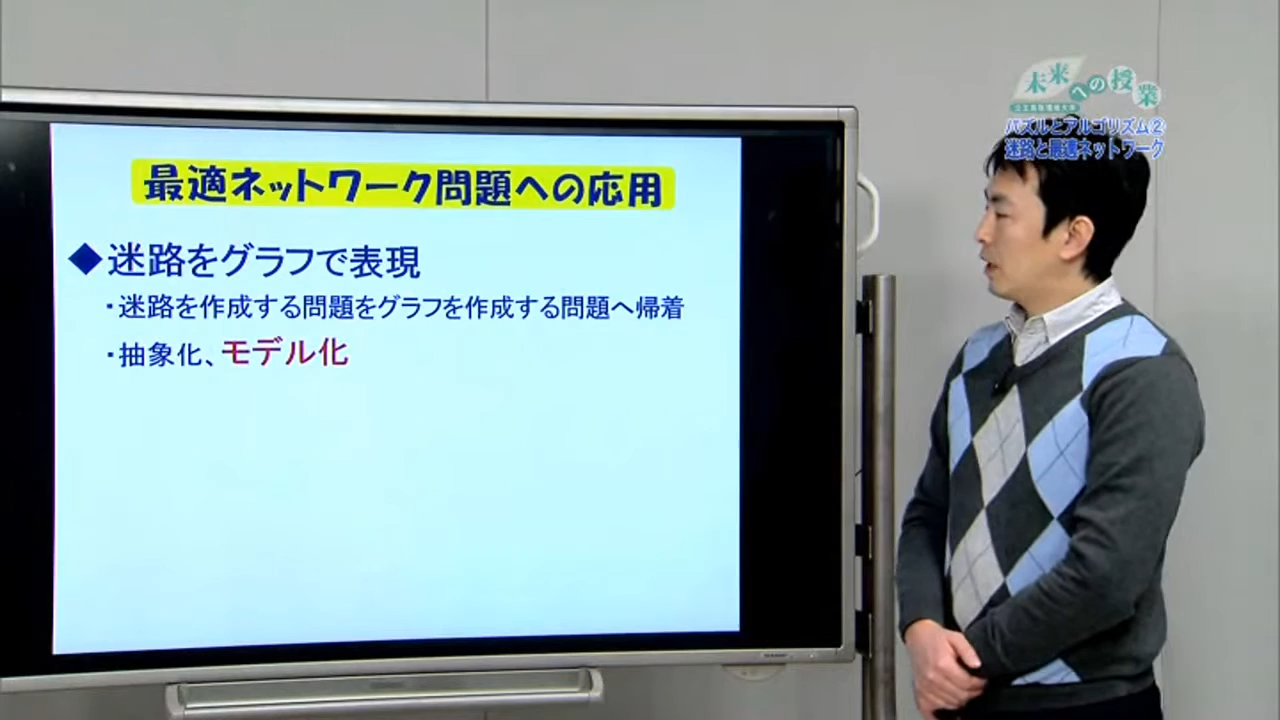 未来への授業
パズルとアルゴリズム②
迷路と最適ネットワーク
最適ネットワーク問題への応用
◆迷路をグラフで表現
・迷路を作成する問題をグラフを作成する問題へ帰着
・抽象化、モデル化